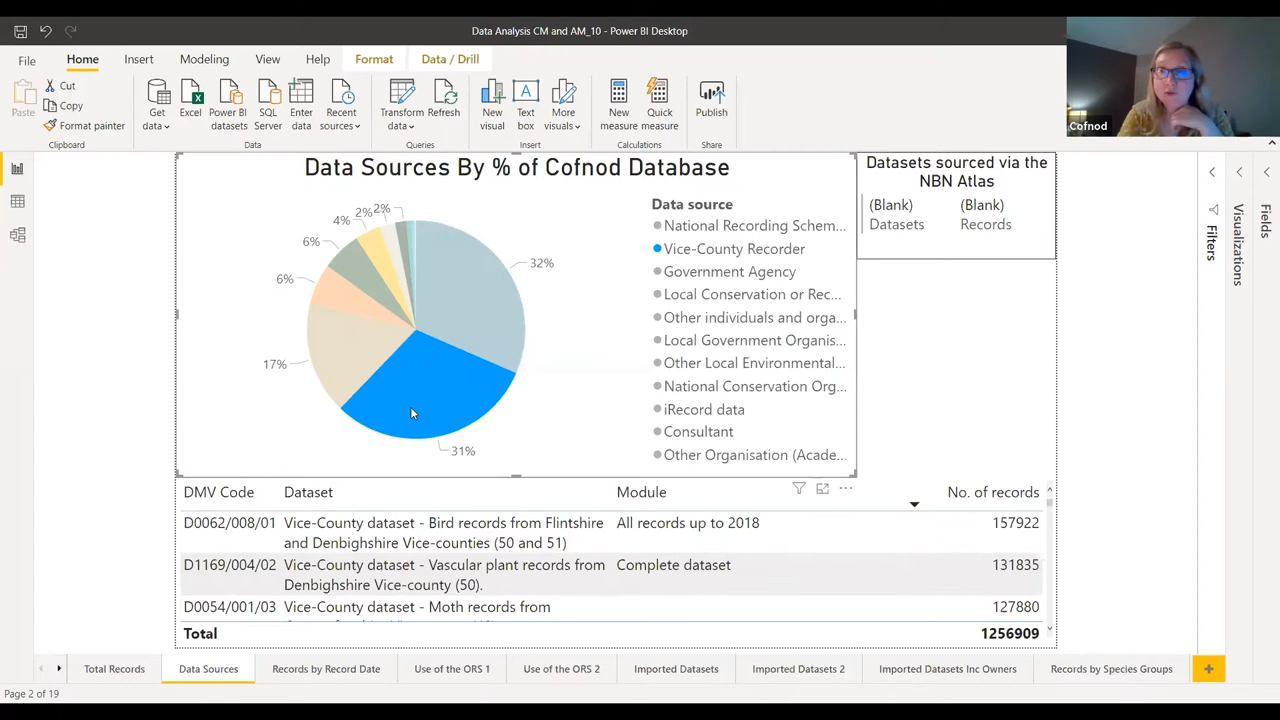 Data Analysis CM and AM_10 - Power BI Desktop
File Home Insert Modeling View Help Format Data / Drill
Paste
Cut
Copy
Format painter
Clipboard
Get data
Excel
Power BI datasets
SQL Server
Enter data
Recent sources
Data
Transform data
Refresh
Queries
New visual
Text box
More visuals
Insert
New measure
Quick measure
Calculations
Publish
Share
Cofnod
Data Sources By % of Cofnod Database
32%
31%
17%
6%
6%
4%
2%
2%
Data source
National Recording Schem...
Vice-County Recorder
Government Agency
Local Conservation or Rec...
Other individuals and orga...
Local Government Organis...
Other Local Environmental...
National Conservation Org...
iRecord data
Consultant
Other Organisation (Acade...
Datasets sourced via the
NBN Atlas
(Blank) (Blank)
Datasets Records
Filters
Visualizations
Fields
DMV Code Dataset Module No. of records
D0062/008/01 Vice-County dataset - Bird records from Flintshire All records up to 2018 157922
and Denbighshire Vice-counties (50 and 51)
D1169/004/02 Vice-County dataset - Vascular plant records from Complete dataset 131835
Denbighshire Vice-county (50).
D0054/001/03 Vice-County dataset - Moth records from 127880
Total 1256909
Total Records Data Sources Records by Record Date Use of the ORS 1 Use of the ORS 2 Imported Datasets Imported Datasets 2 Imported Datasets Inc Owners Records by Species Groups
Page 2 of 19